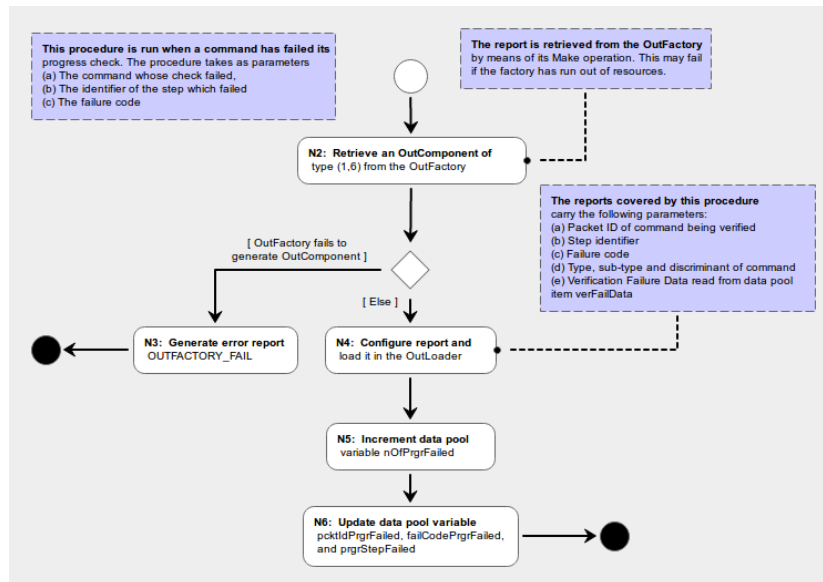 This procedure is run when a command has failed its
progress check. The procedure takes as parameters
(a) The command whose check failed,
(b) The identifier of the step which failed
(c) The failure code
The report is retrieved from the OutFactory
by means of its Make operation. This may fail
if the factory has run out of resources.
N2: Retrieve an OutComponent of
type (1,6) from the OutFactory
The reports covered by this procedure
carry the following parameters:
(a) Packet ID of command being verified
(b) Step identifier
(c) Failure code
(d) Type, sub-type and discriminant of command
(e) Verification Failure Data read from data pool
item verFailData
[ OutFactory fails to
generate OutComponent ]
[ Else ]
N3: Generate error report
OUTFACTORY_FAIL
N4: Configure report and
load it in the OutLoader
N5: Increment data pool
variable nOfPrgrFailed
N6: Update data pool variable
pcktIdPrgrFailed, failCodePrgrFailed,
and prgrStepFailed